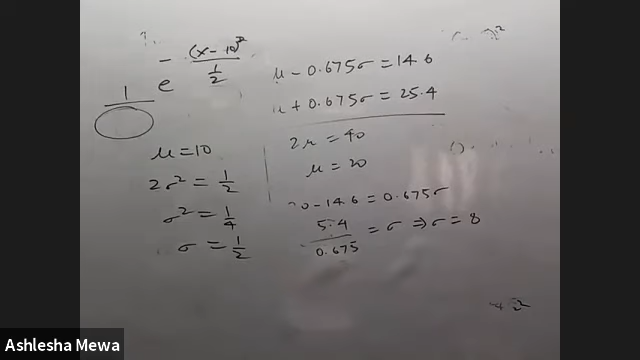 1/◯ e^-(x-10)²/(1/2)
μ = 10
2σ² = 1/2
σ² = 1/4
σ = 1/2
μ - 0.675σ = 14.6
μ + 0.675σ = 25.4
2μ = 40
μ = 20
20 - 14.6 = 0.675σ
5.4/0.675 = σ ⇒ σ = 8
Ashlesha Mewa